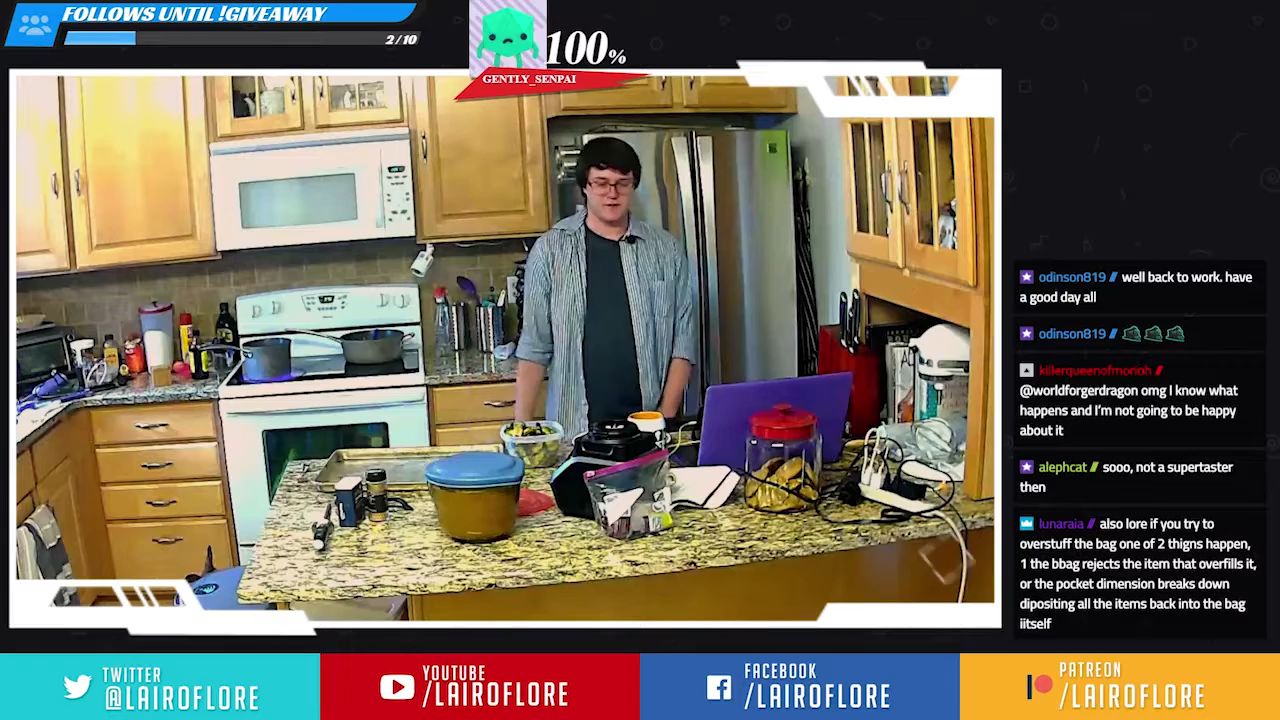 FOLLOWS UNTIL !GIVEAWAY
2/10
100%
GENTLY_SENPAI
odinson819 // well back to work. have
a good day all
odinson819 //
killerqueenofmorioh //
@worldforgerdragon omg I know what
happens and I'm not going to be happy
about it
alephcat // sooo, not a supertaster
then
lunaraia // also lore if you try to
overstuff the bag one of 2 thigns happen,
1 the bbag rejects the item that overfills it,
or the pocket dimension breaks down
dipositing all the items back into the bag
iitself
TWITTER
@LAIROFLORE
YOUTUBE
/LAIROFLORE
FACEBOOK
/LAIROFLORE
PATREON
/LAIROFLORE